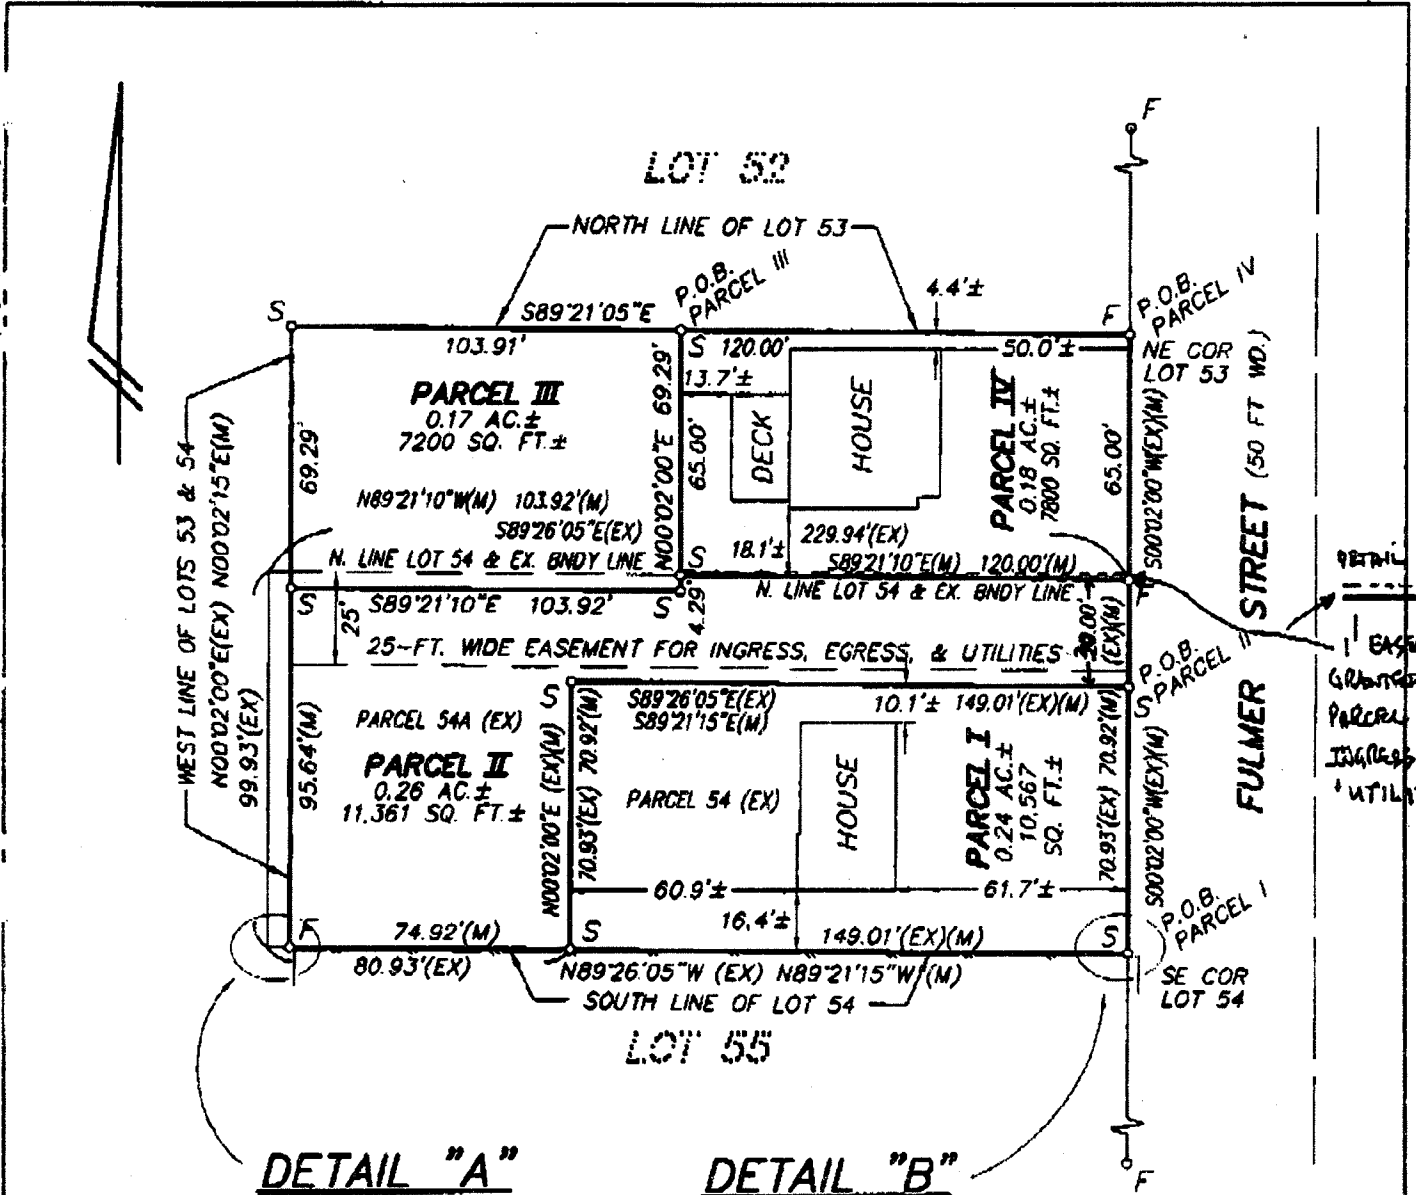 F
LOT 52
NORTH LINE OF LOT 53
P.O.B.
PARCEL III
P.O.B.
PARCEL IV
S
S89°21'05"E
4.4'±
F
103.91'
S
120.00'
50.0'±
NE COR
LOT 53
PARCEL III
0.17 AC.±
7200 SQ. FT.±
69.29'
N00°02'00"E 69.29'
65.00'
13.7'±
DECK
HOUSE
PARCEL IV
0.18 AC.±
7800 SQ. FT.±
65.00'
S00°02'00"W(EX)(M)
FULMER STREET (50 FT WD.)
WEST LINE OF LOTS 53 & 54
N00°02'00"E(EX) N00°02'15"E(M)
99.93'(EX)
N89°21'10"W(M) 103.92'(M)
S89°26'05"E(EX)
N. LINE LOT 54 & EX. BNDY LINE
18.1'±
229.94'(EX)
S89°21'10"E(M) 120.00'(M)
N. LINE LOT 54 & EX. BNDY LINE
S
S
F
S
S89°21'10"E 103.92'
4.29'
25'
(EX)(M)
25-FT. WIDE EASEMENT FOR INGRESS, EGRESS, & UTILITIES
P.O.B.
PARCEL II
S
S89°26'05"E(EX)
S89°21'15"E(M)
10.1'±
149.01'(EX)(M)
S
PARCEL 54A (EX)
PARCEL II
0.26 AC.±
11,361 SQ. FT.±
95.64'(M)
N00°02'00"E (EX)(M)
70.93'(EX) 70.92'(M)
PARCEL 54 (EX)
HOUSE
PARCEL I
0.24 AC.±
10,567
SQ. FT.±
70.93'(EX) 70.92'(M)
S00°02'00"W(EX)(M)
60.9'±
61.7'±
16.4'±
P.O.B.
PARCEL I
F
74.92'(M)
80.93'(EX)
S
149.01'(EX)(M)
S
N89°26'05"W (EX) N89°21'15"W (M)
SOUTH LINE OF LOT 54
SE COR
LOT 54
LOT 55
DETAIL "A"
DETAIL "B"
F
DETAIL
PARCEL